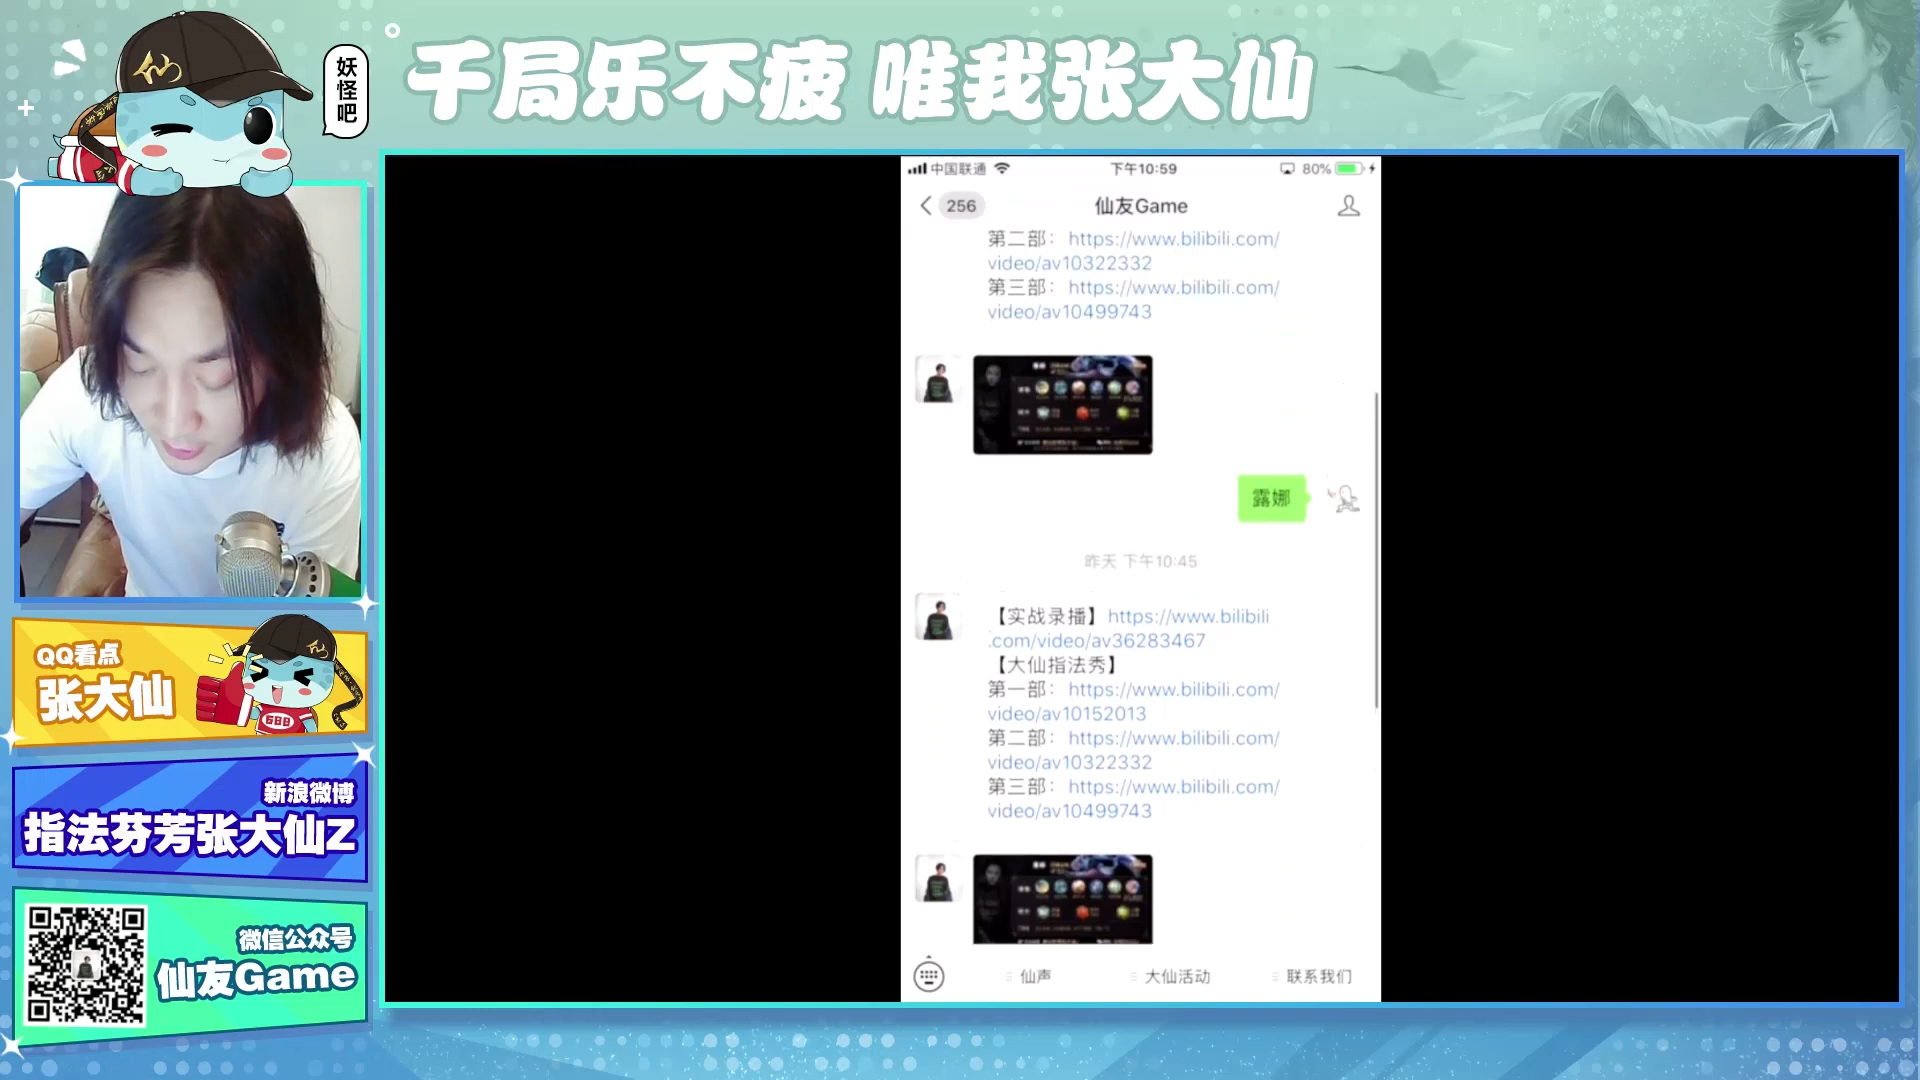 妖怪吧
千局乐不疲 唯我张大仙
中国联通
下午10:59
80%
256
仙友Game
第二部：https://www.bilibili.com/
video/av10322332
第三部：https://www.bilibili.com/
video/av10499743
露娜
昨天 下午10:45
【实战录播】https://www.bilibili
.com/video/av36283467
【大仙指法秀】
第一部：https://www.bilibili.com/
video/av10152013
第二部：https://www.bilibili.com/
video/av10322332
第三部：https://www.bilibili.com/
video/av10499743
仙声
大仙活动
联系我们
QQ看点
张大仙
688
新浪微博
指法芬芳张大仙Z
微信公众号
仙友Game